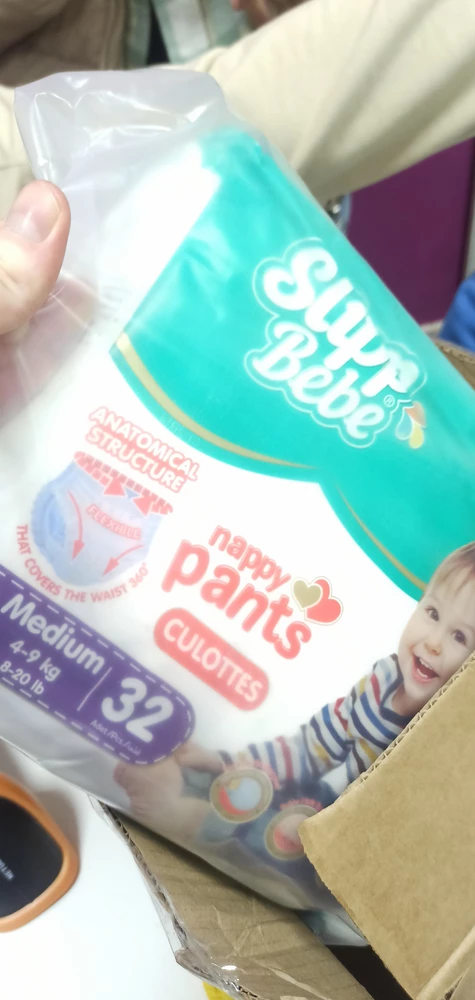 Slipp
Bebe®
ANATOMICAL
STRUCTURE
FLEXIBLE
THAT COVERS THE WAIST 360°
nappy
pants
CULOTTES
Medium
4-9 kg
8-20 lb
32